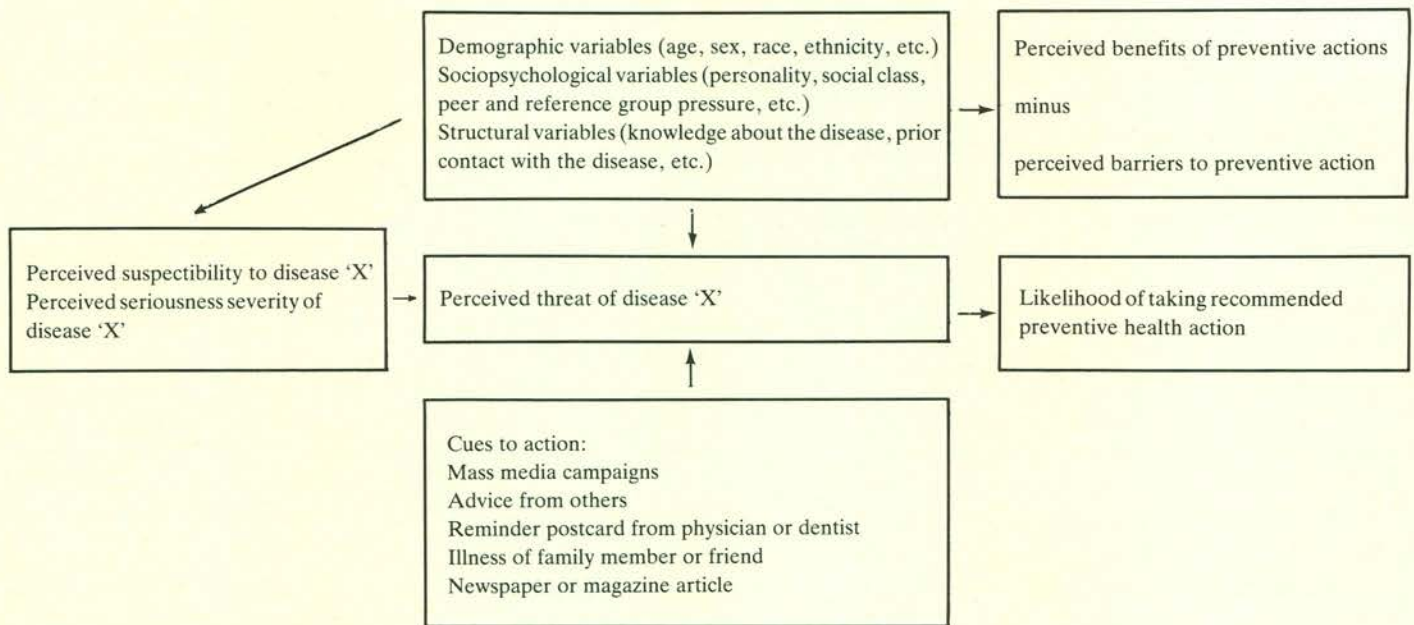 Demographic variables (age, sex, race, ethnicity, etc.)
Sociopsychological variables (personality, social class,
peer and reference group pressure, etc.)
Structural variables (knowledge about the disease, prior
contact with the disease, etc.)
Perceived benefits of preventive actions
minus
perceived barriers to preventive action
Perceived suspectibility to disease ‘X’
Perceived seriousness severity of
disease ‘X’
Perceived threat of disease ‘X’
Likelihood of taking recommended
preventive health action
Cues to action:
Mass media campaigns
Advice from others
Reminder postcard from physician or dentist
Illness of family member or friend
Newspaper or magazine article